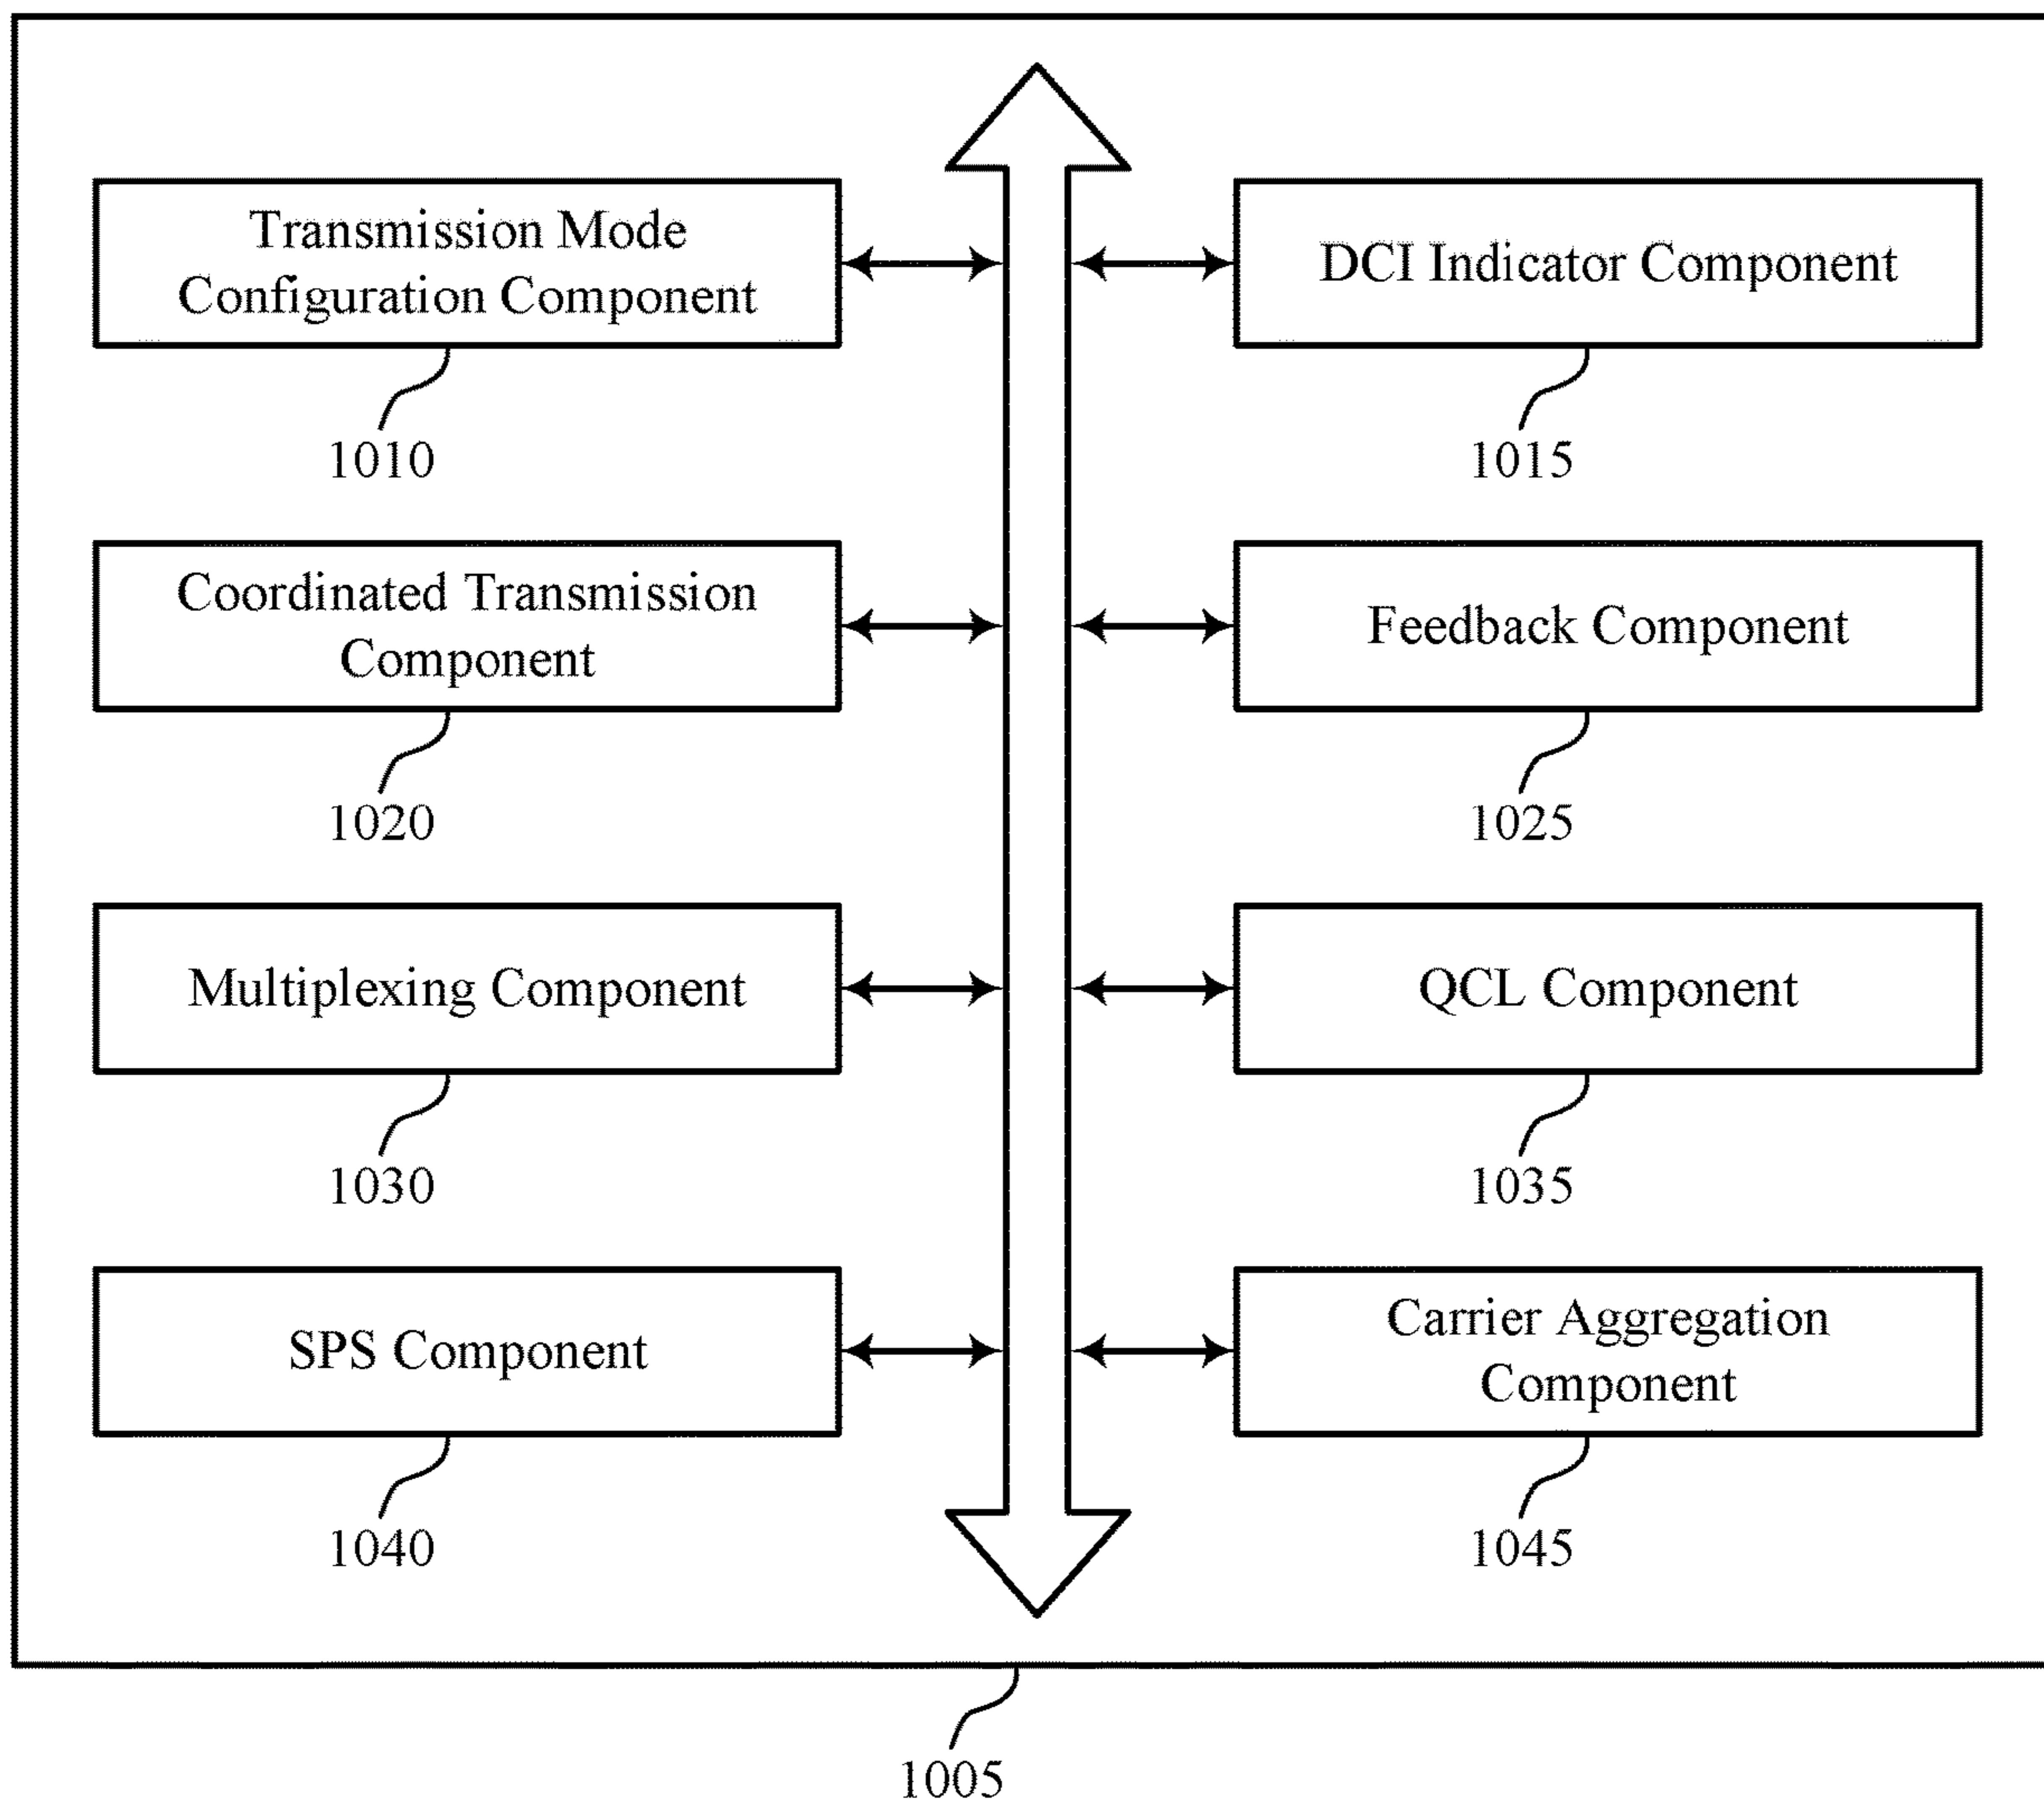 Transmission Mode
Configuration Component
1010
DCI Indicator Component
1015
Coordinated Transmission
Component
1020
Feedback Component
1025
Multiplexing Component
1030
QCL Component
1035
SPS Component
1040
Carrier Aggregation
Component
1045
1005